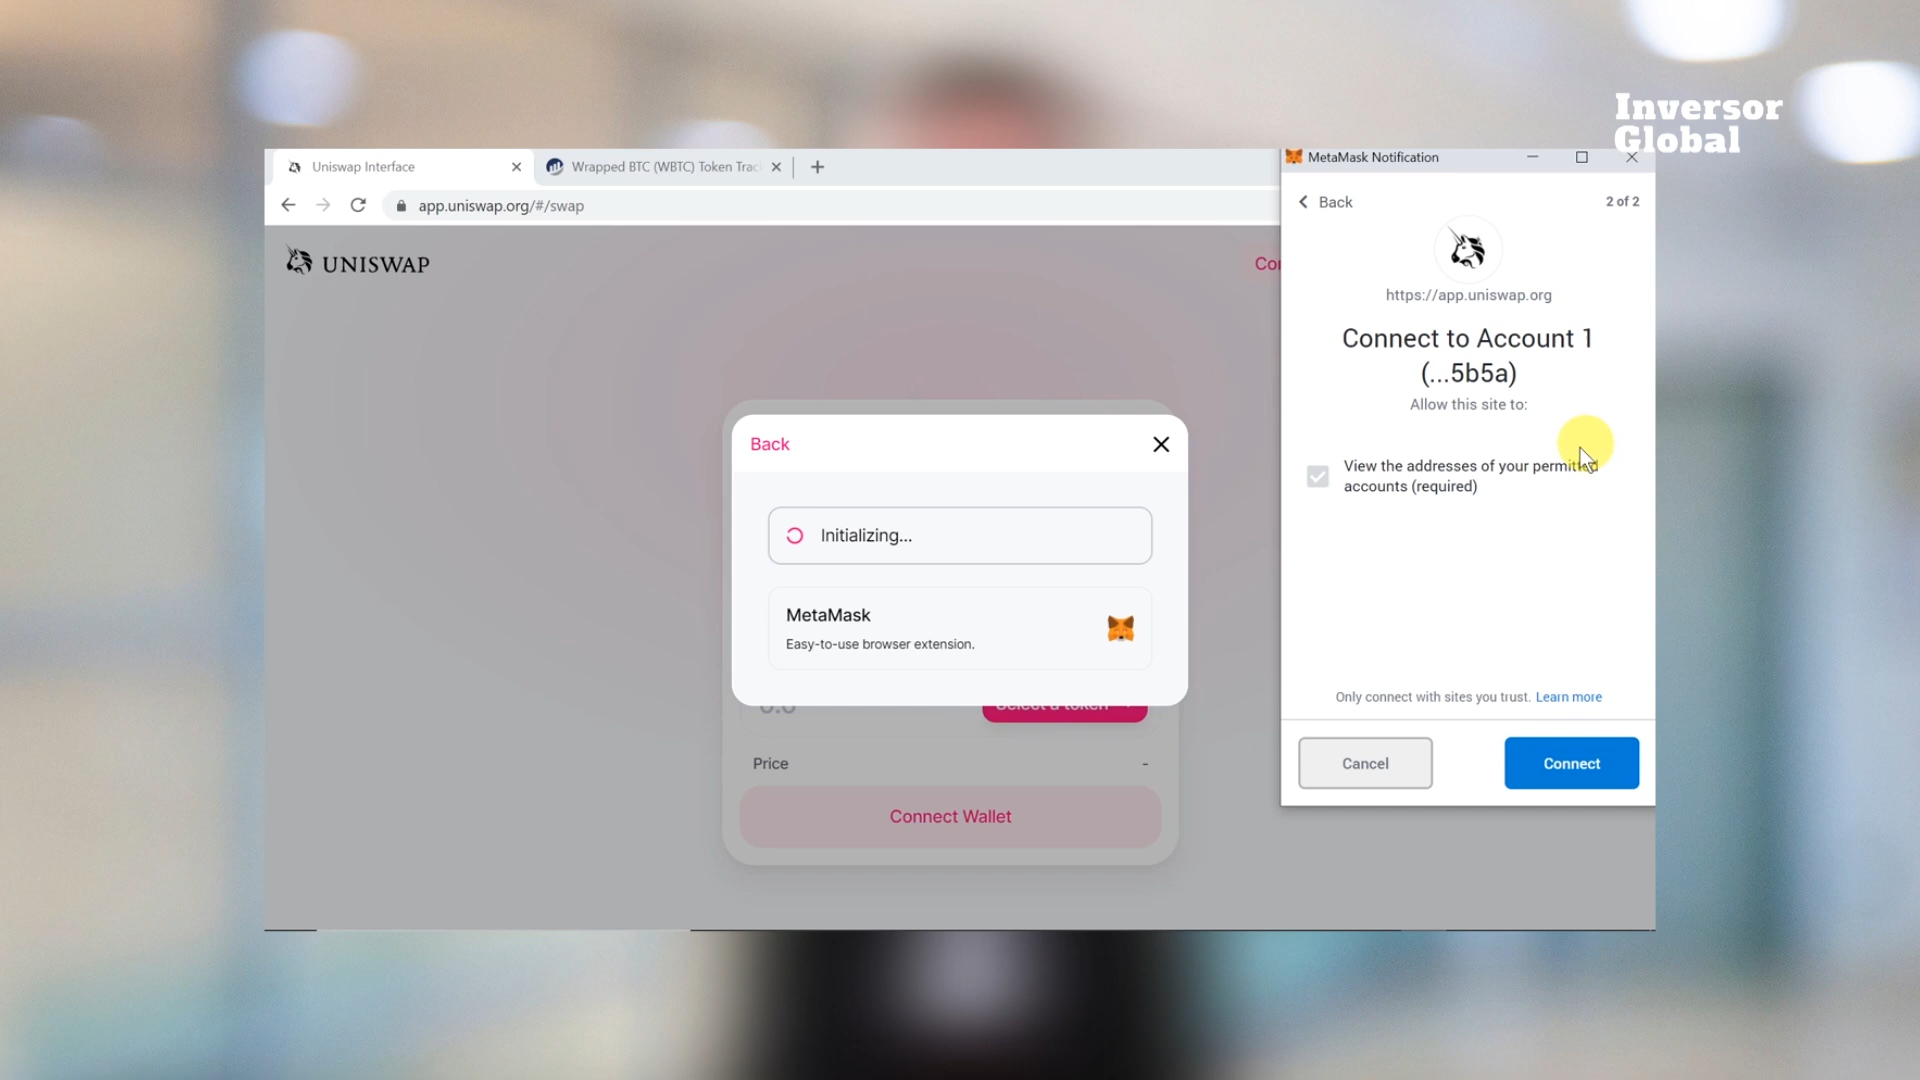 Inversor
Global
Uniswap Interface
Wrapped BTC (WBTC) Token Trac
MetaMask Notification
app.uniswap.org/#/swap
Back
2 of 2
UNISWAP
https://app.uniswap.org
Connect to Account 1
(...5b5a)
Allow this site to:
Back
View the addresses of your permitted
accounts (required)
Initializing...
MetaMask
Easy-to-use browser extension.
Only connect with sites you trust. Learn more
Select a token
Price
-
Cancel
Connect
Connect Wallet